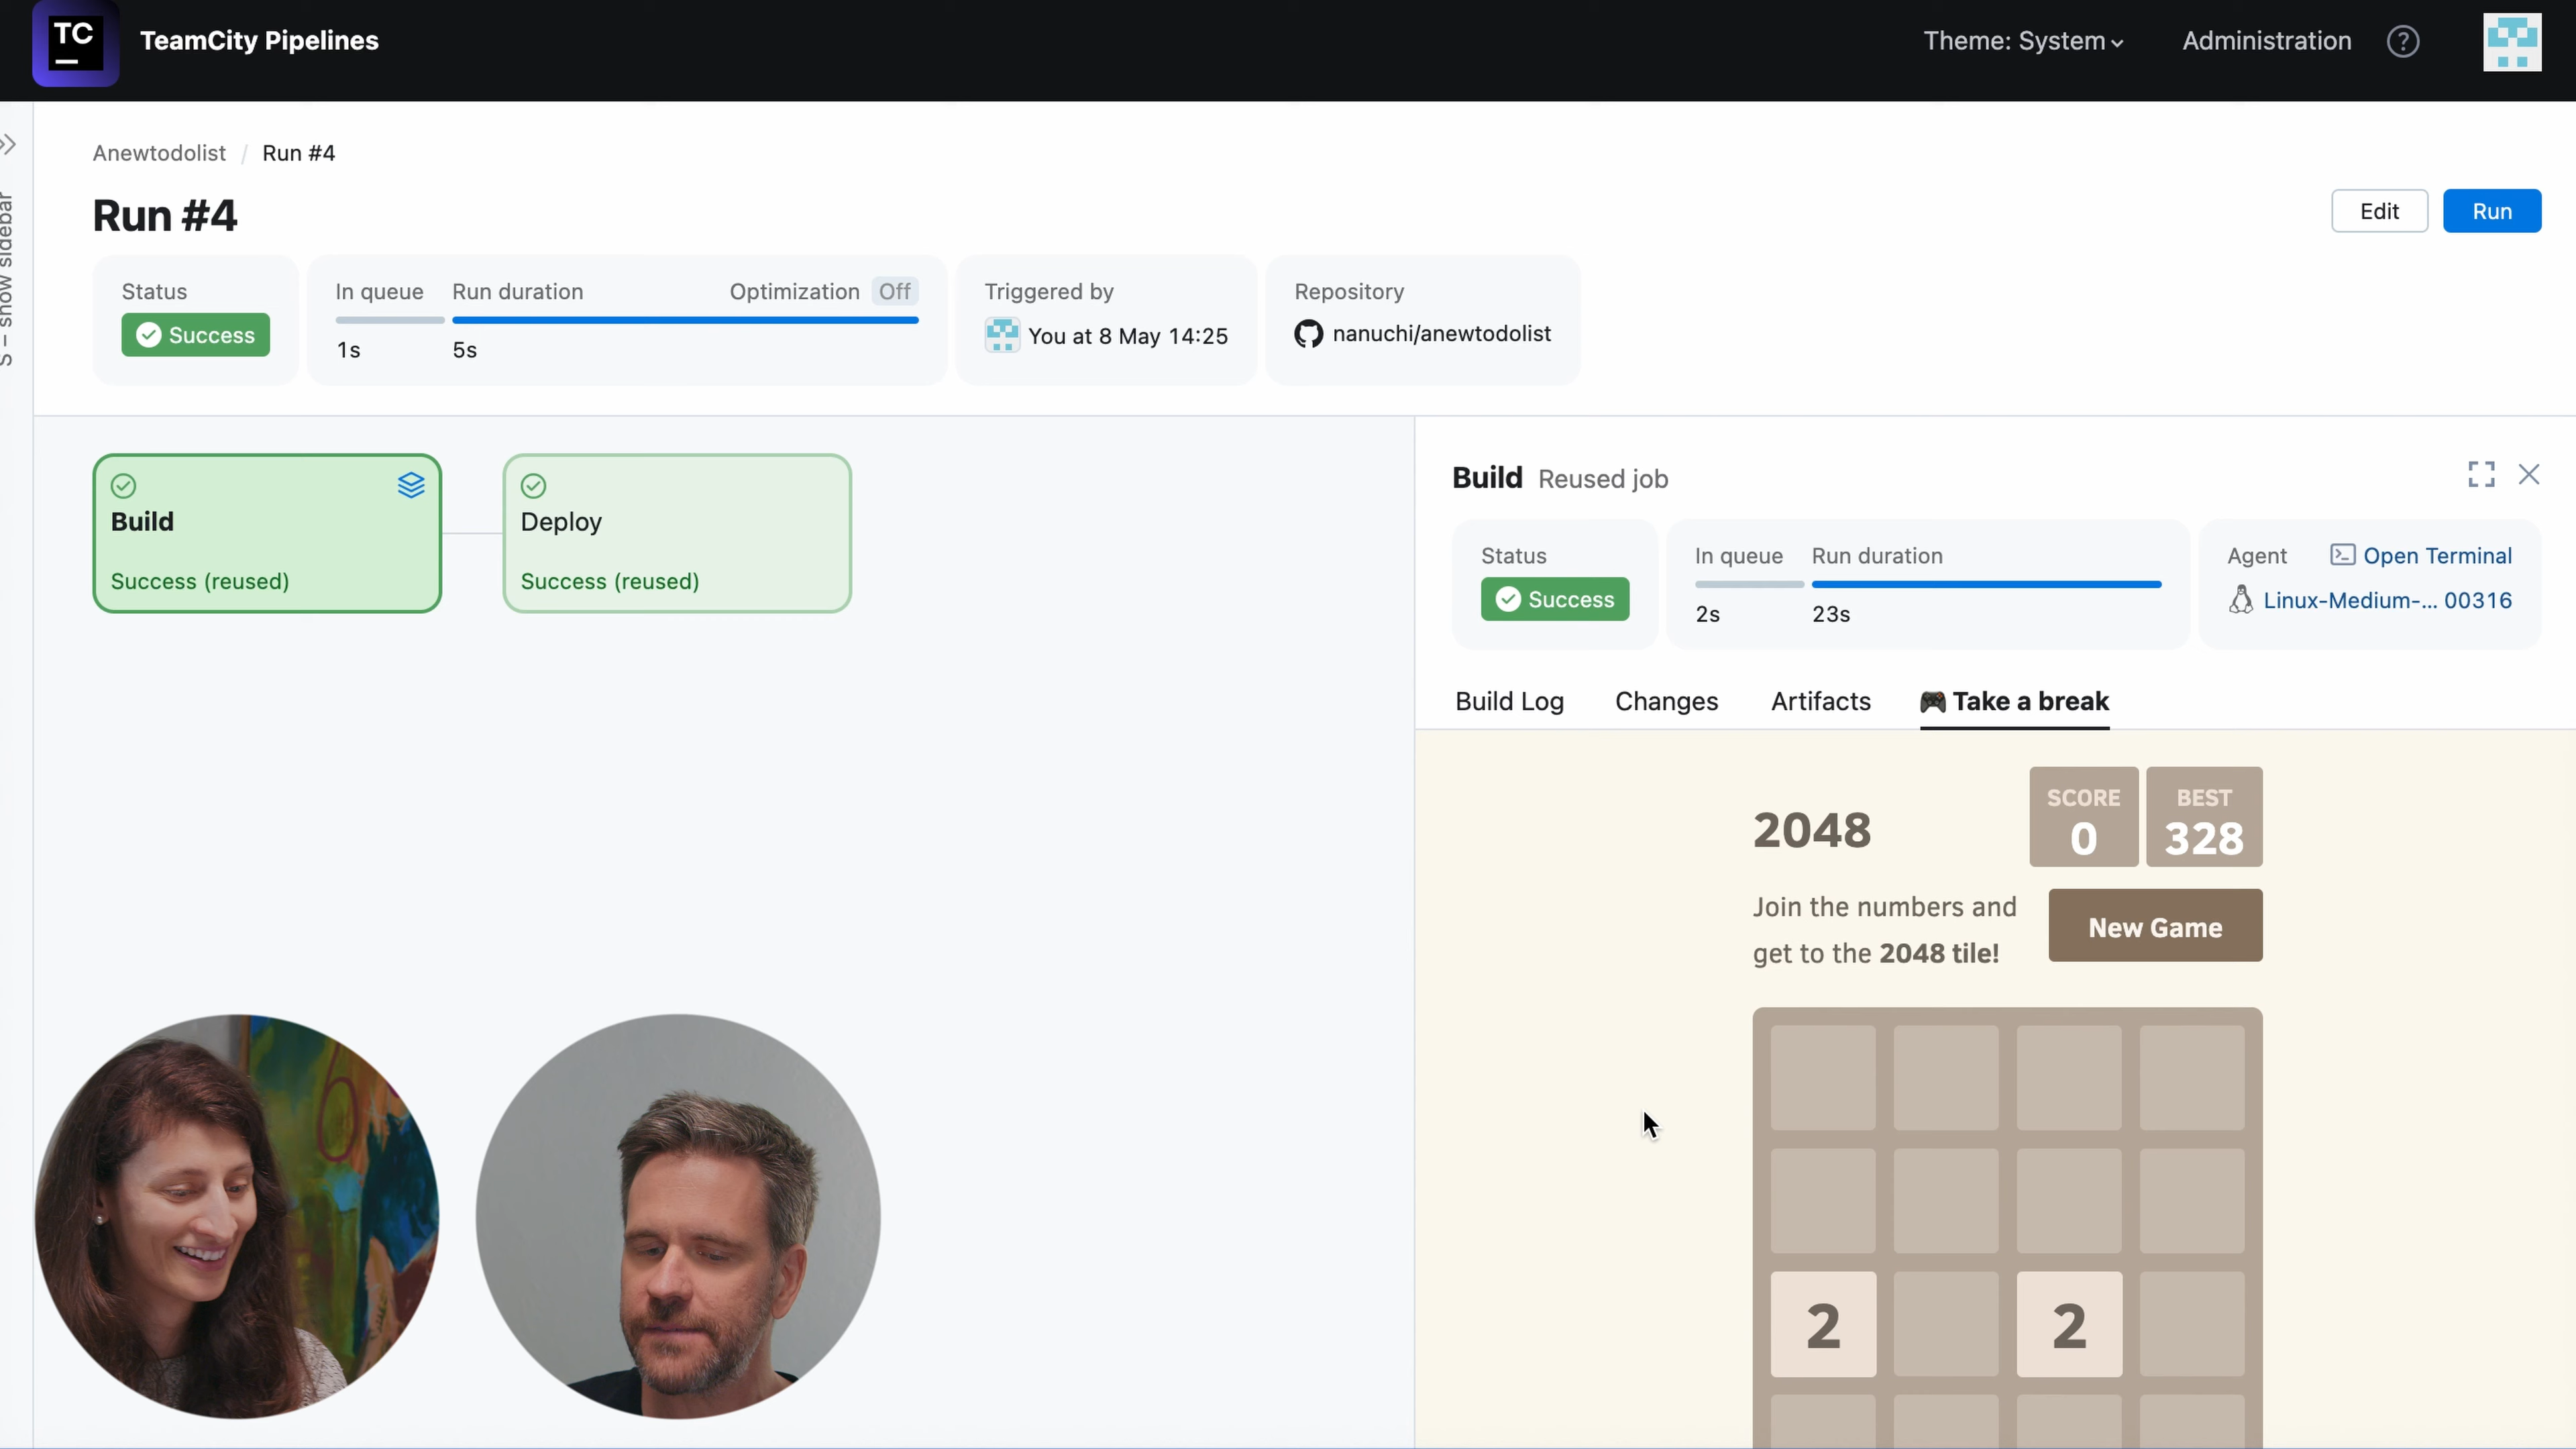 TC
TeamCity Pipelines
Theme: System
Administration
?
S – show sidebar
Anewtodolist / Run #4
Run #4
Edit
Run
Status
Success
In queue
1s
Run duration
5s
Optimization Off
Triggered by
You at 8 May 14:25
Repository
nanuchi/anewtodolist
Build
Success (reused)
Deploy
Success (reused)
Build Reused job
Status
Success
In queue
2s
Run duration
23s
Agent
Open Terminal
Linux-Medium-... 00316
Build Log
Changes
Artifacts
Take a break
2048
SCORE
0
BEST
328
Join the numbers and
get to the 2048 tile!
New Game
2
2